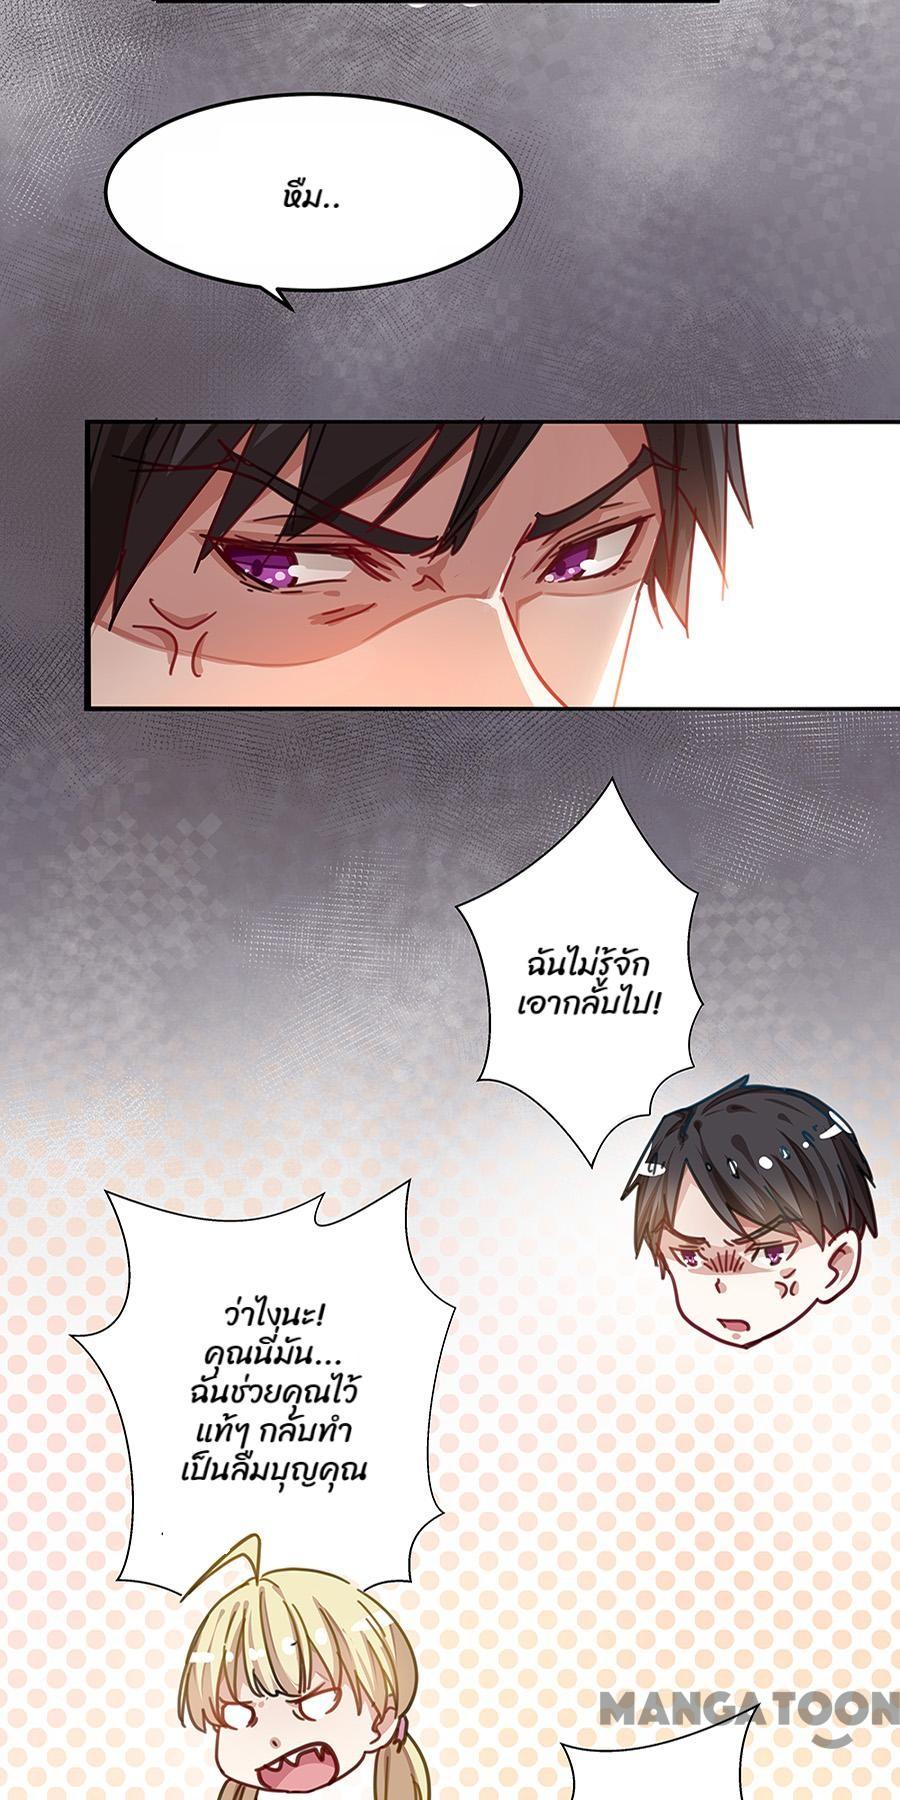 หืม..
ฉันไม่รู้จัก
เอากลับไป!
ว่าไงนะ!
คุณนี่มัน...
ฉันช่วยคุณไว้
แท้ๆ กลับทำ
เป็นลืมบุญคุณ
MANGATOON